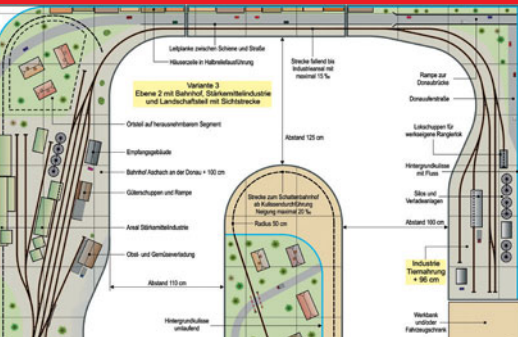 Leitplanke zwischen Schiene und Straße
Häuserzeile in Halbreliefausführung
Strecke fallend bis
Industrieareal mit
maximal 15 ‰
Variante 3
Ebene 2 mit Bahnhof, Stärkemittelindustrie
und Landschaftsteil mit Sichtstrecke
Rampe zur
Donaubrücke
Donauuferstraße
Ortsteil auf herausnehmbarem Segment
Empfangsgebäude
Abstand 125 cm
Lokschuppen für
werkseigene Rangierlok
Hintergrundkulisse
mit Fluss
Bahnhof Aschach an der Donau + 100 cm
Güterschuppen und Rampe
Strecke zum Schattenbahnhof
ab Kulissendurchführung
Neigung maximal 20 ‰
Radius 50 cm
Silos und
Verladeanlagen
Areal Stärkemittelindustrie
Abstand 160 cm
Obst- und Gemüseverladung
Industrie
Tiernahrung
+ 96 cm
Abstand 110 cm
Hintergrundkulisse
umlaufend
Werkbank
und/oder
Fahrzeugschrank